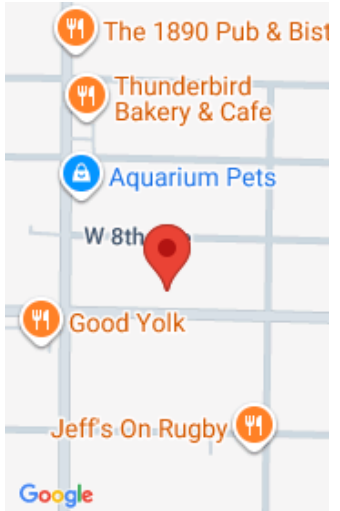 The 1890 Pub & Bist
Thunderbird
Bakery & Cafe
Aquarium Pets
W 8th
Good Yolk
Jeff's On Rugby
Google